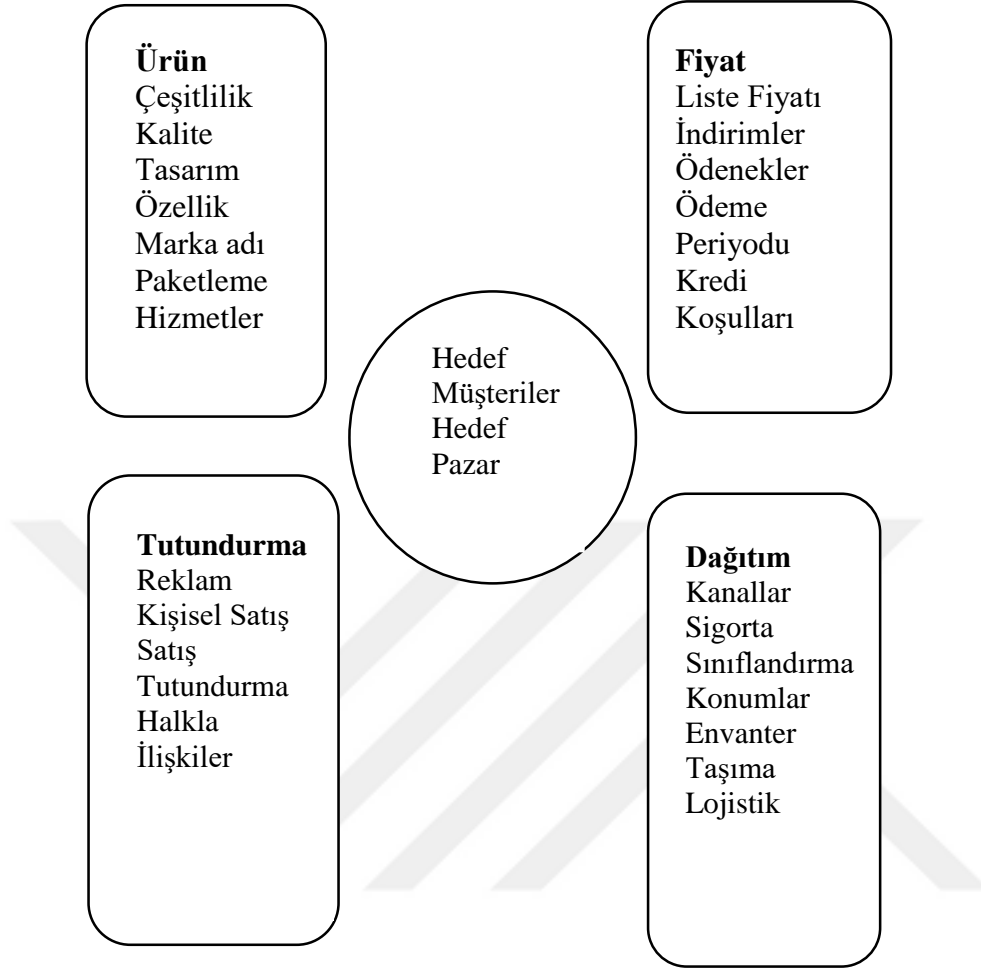 Ürün
Çeşitlilik
Kalite
Tasarım
Özellik
Marka adı
Paketleme
Hizmetler
Fiyat
Liste Fiyatı
İndirimler
Ödenekler
Ödeme
Periyodu
Kredi
Koşulları
Hedef
Müşteriler
Hedef
Pazar
Tutundurma
Reklam
Kişisel Satış
Satış
Tutundurma
Halkla
İlişkiler
Dağıtım
Kanallar
Sigorta
Sınıflandırma
Konumlar
Envanter
Taşıma
Lojistik